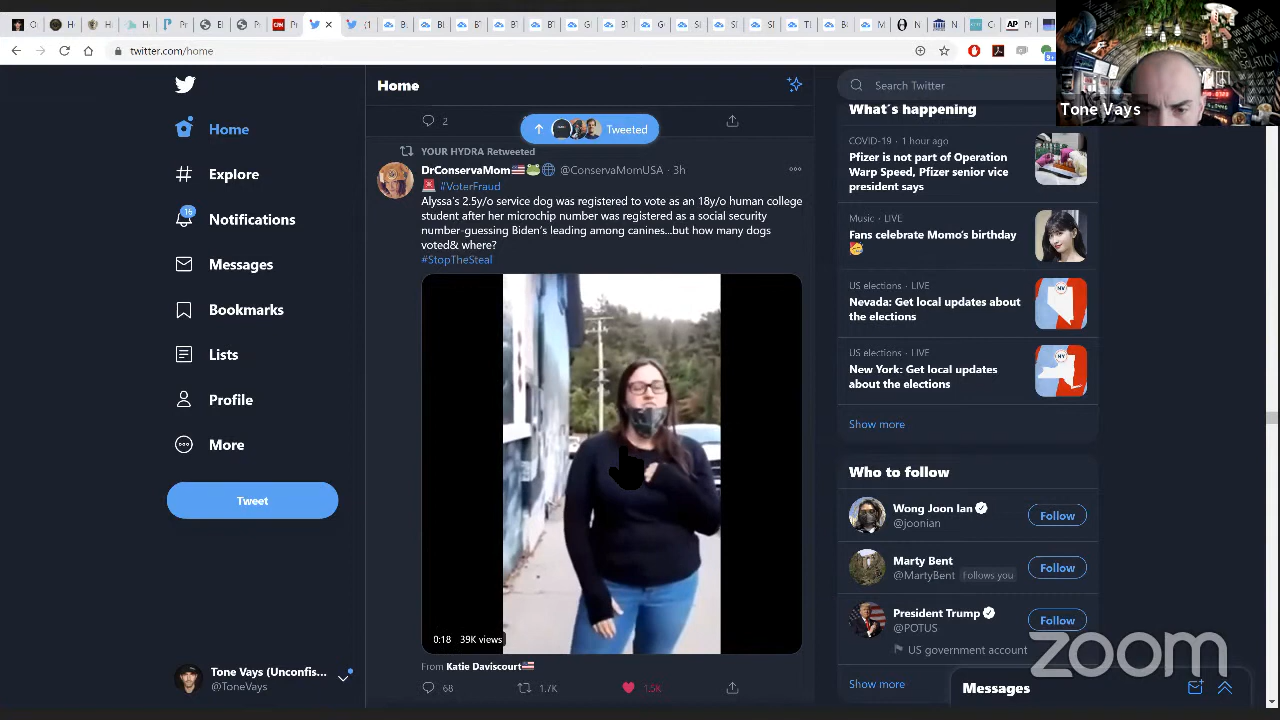 twitter.com/home
Home
Explore
16
Notifications
Messages
Bookmarks
Lists
Profile
More
Tweet
Tone Vays (Unconfis...
@ToneVays
Home
2
Tweeted
YOUR HYDRA Retweeted
DrConservaMom @ConservaMomUSA · 3h
#VoterFraud
Alyssa's 2.5y/o service dog was registered to vote as an 18y/o human college
student after her microchip number was registered as a social security
number-guessing Biden's leading among canines...but how many dogs
voted& where?
#StopTheSteal
0:18 39K views
From Katie Daviscourt
68
1.7K
1.5K
Search Twitter
What's happening
COVID-19 · 1 hour ago
Pfizer is not part of Operation
Warp Speed, Pfizer senior vice
president says
Music · LIVE
Fans celebrate Momo's birthday
US elections · LIVE
Nevada: Get local updates about
the elections
NV
US elections · LIVE
New York: Get local updates
about the elections
Show more
Who to follow
Wong Joon Ian
@joonian
Follow
Marty Bent
@MartyBent Follows you
Follow
President Trump
@POTUS
US government account
Follow
Show more
Messages
Tone Vays
zoom